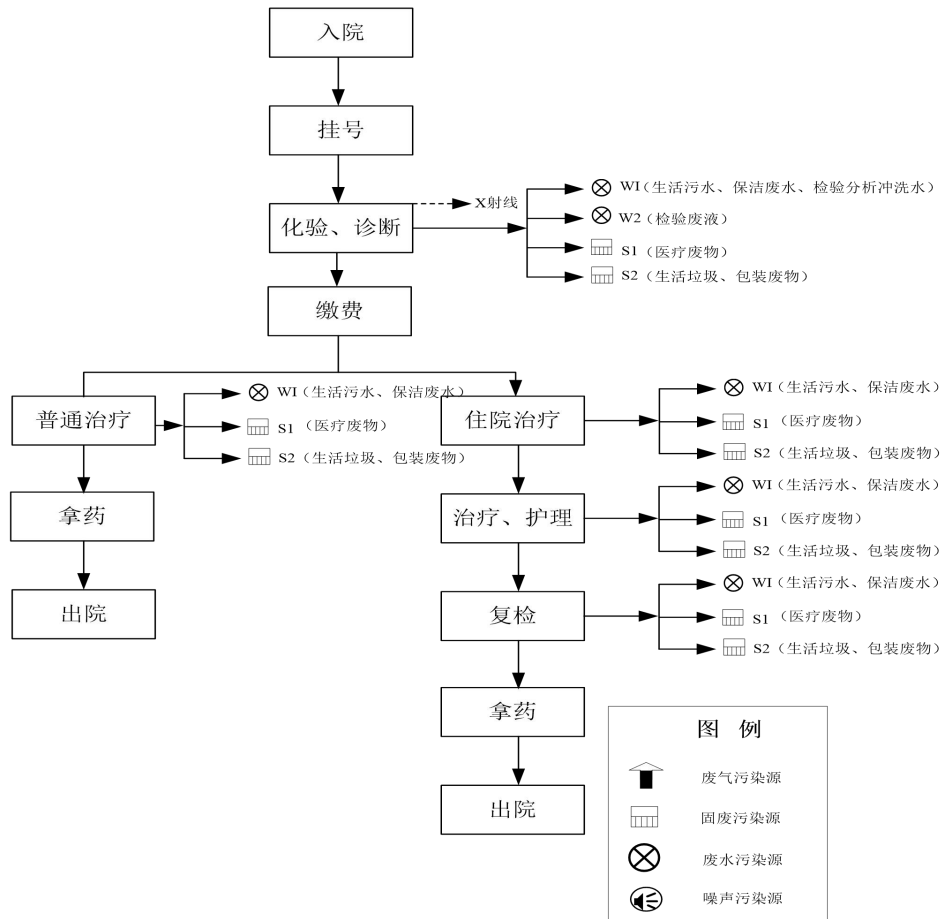 入院
挂号
化验、诊断
X射线
WI(生活污水、保洁废水、检验分析冲洗水)
W2(检验废液)
S1(医疗废物)
S2(生活垃圾、包装废物)
缴费
普通治疗
WI(生活污水、保洁废水)
S1(医疗废物)
S2(生活垃圾、包装废物)
拿药
出院
住院治疗
WI(生活污水、保洁废水)
S1(医疗废物)
S2(生活垃圾、包装废物)
治疗、护理
WI(生活污水、保洁废水)
S1(医疗废物)
S2(生活垃圾、包装废物)
复检
WI(生活污水、保洁废水)
S1(医疗废物)
S2(生活垃圾、包装废物)
拿药
出院
图 例
废气污染源
固废污染源
废水污染源
噪声污染源